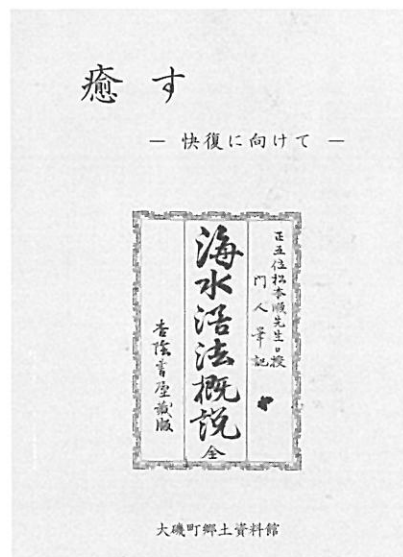 癒す
― 快復に向けて ―
正五位松本順先生口授
門人筆記
海水浴法概説 全
杏陰書屋蔵版
大磯町郷土資料館